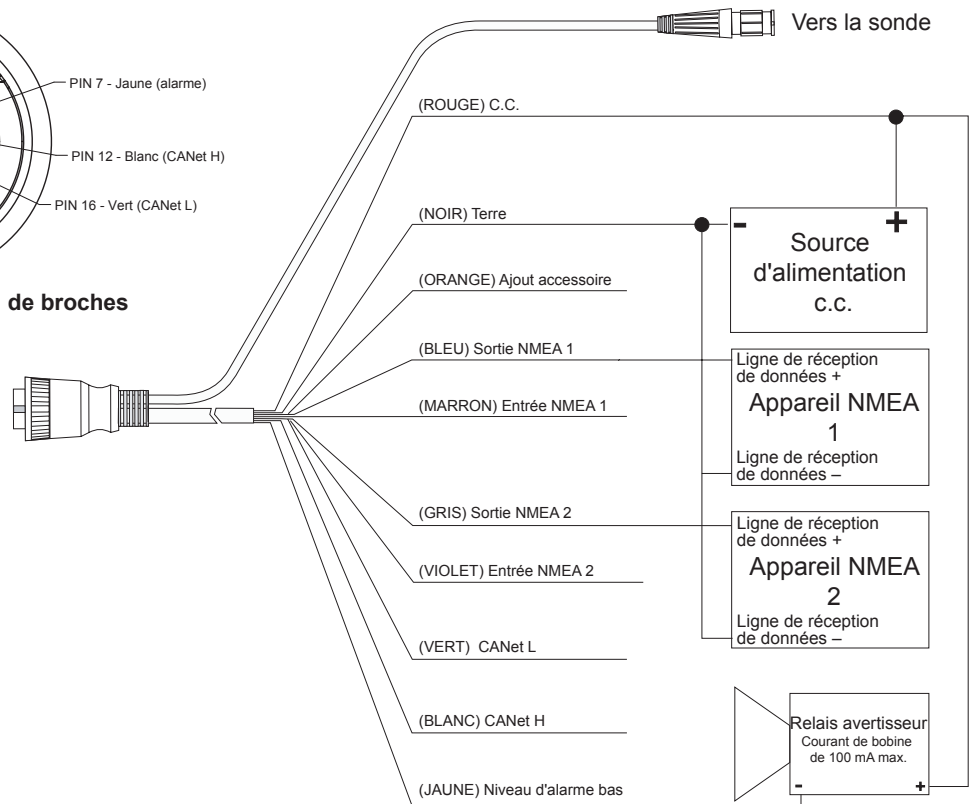 Vers la sonde
PIN 7 - Jaune (alarme)
PIN 12 - Blanc (CANet H)
PIN 16 - Vert (CANet L)
de broches
(ROUGE) C.C.
(NOIR) Terre
(ORANGE) Ajout accessoire
(BLEU) Sortie NMEA 1
(MARRON) Entrée NMEA 1
(GRIS) Sortie NMEA 2
(VIOLET) Entrée NMEA 2
(VERT) CANet L
(BLANC) CANet H
(JAUNE) Niveau d'alarme bas
- +
Source
d'alimentation
c.c.
Ligne de réception
de données +
Appareil NMEA
1
Ligne de réception
de données –
Ligne de réception
de données +
Appareil NMEA
2
Ligne de réception
de données –
Relais avertisseur
Courant de bobine
de 100 mA max.
- +